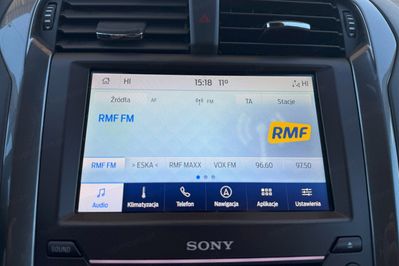 HI 15:18 11° HI
Źródła AF FM TA Stacje
RMF FM
RMF
RMF FM > ESKA < RMF MAXX VOX FM 96.60 97.50
Audio Klimatyzacja Telefon Nawigacja Aplikacje Ustawienia
SOUND
SONY